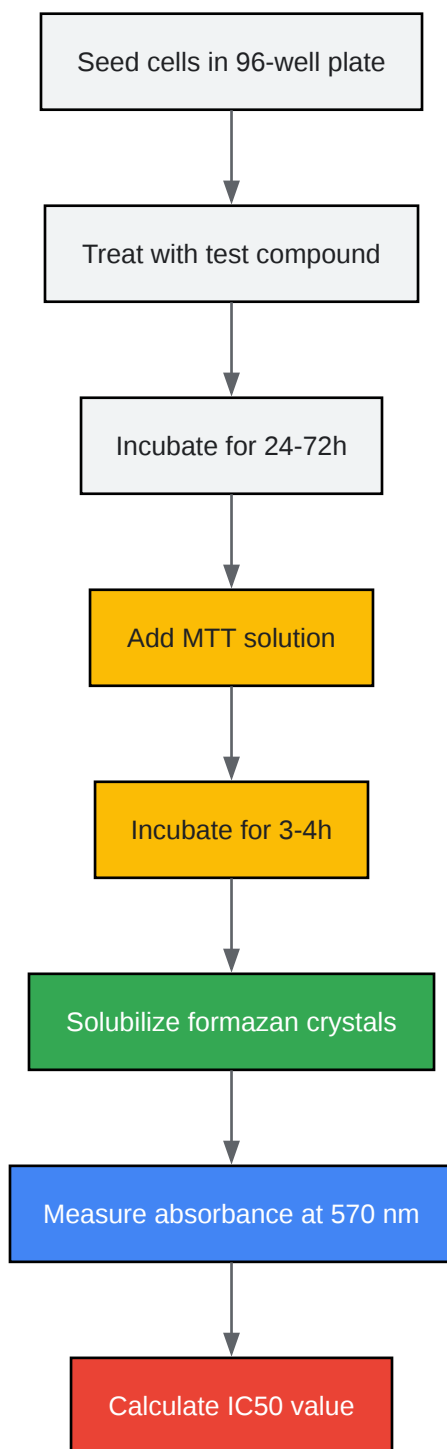 Seed cells in 96-well plate
Treat with test compound
Incubate for 24-72h
Add MTT solution
Incubate for 3-4h
Solubilize formazan crystals
Measure absorbance at 570 nm
Calculate IC50 value